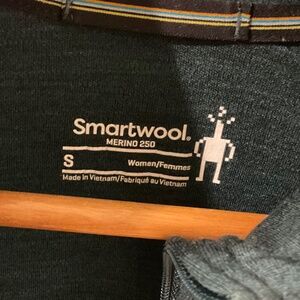 Smartwool®
MERINO 250
S Women/Femmes
Made in Vietnam/Fabriqué au Vietnam